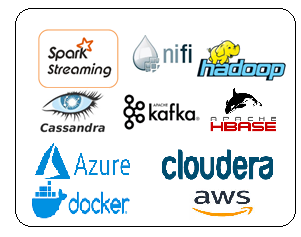 Spark
Streaming
nifi
hadoop
Cassandra
APACHE
kafka®
APACHE
HBASE
Azure
cloudera
docker
aws